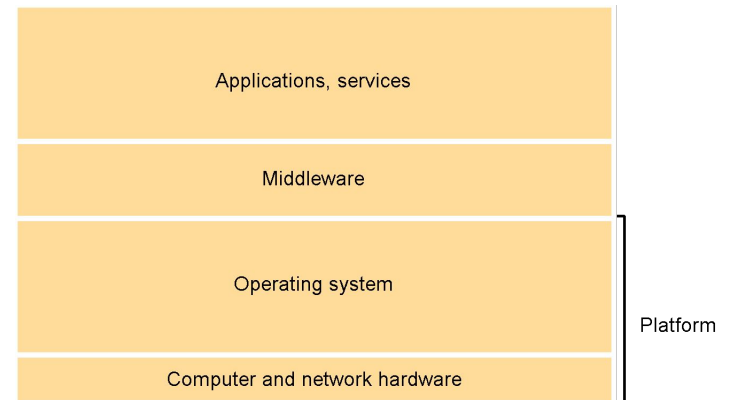 Applications, services
Middleware
Operating system
Platform
Computer and network hardware